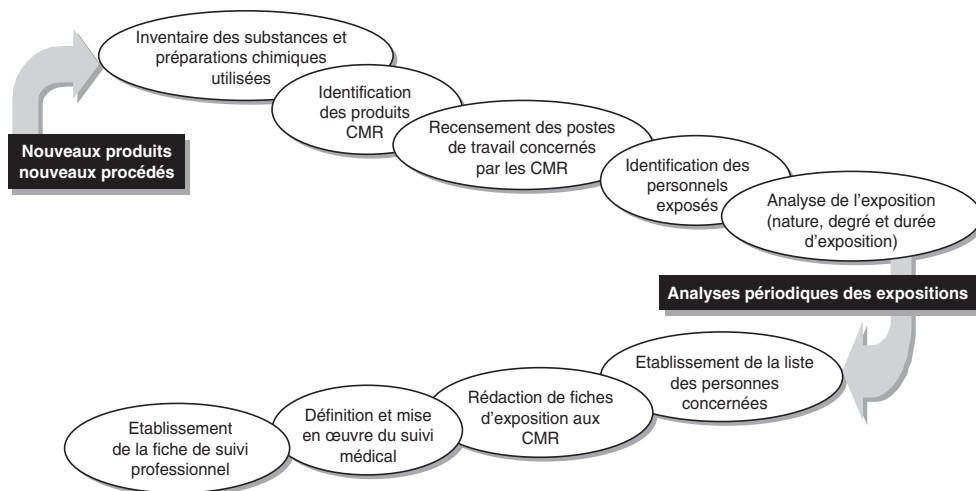 Inventaire des substances et
préparations chimiques
utilisées
Identification
des produits
CMR
Nouveaux produits
nouveaux procédés
Recensement des postes
de travail concernés
par les CMR
Identification des
personnels
exposés
Analyse de l'exposition
(nature, degré et durée
d'exposition)
Analyses périodiques des expositions
Etablissement de la liste
des personnes
concernées
Rédaction de fiches
d'exposition aux
CMR
Définition et mise
en œuvre du suivi
médical
Etablissement
de la fiche de suivi
professionnel